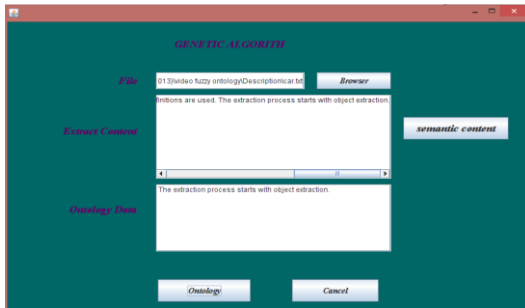 GENETIC ALGORITH
File
013)/video fuzzy ontology\Description\car.txt
Browser
Extract Content
finitions are used. The extraction process starts with object extraction.
semantic content
Ontology Data
The extraction process starts with object extraction.
Ontology
Cancel